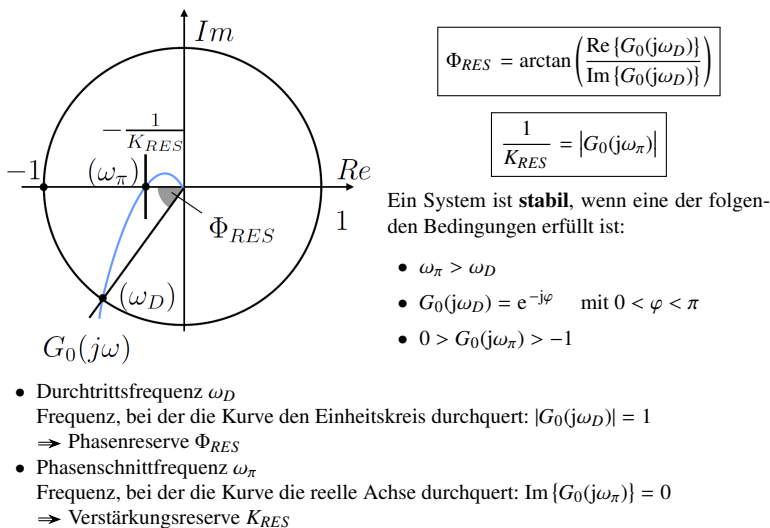 Im
−1/K_RES
−1
(ω_π)
Re
1
Φ_RES
(ω_D)
G_0(jω)
Φ_RES = arctan(Re {G_0(jω_D)} / Im {G_0(jω_D)})
1/K_RES = |G_0(jω_π)|
Ein System ist stabil, wenn eine der folgen-
den Bedingungen erfüllt ist:
• ω_π > ω_D
• G_0(jω_D) = e^{−jφ} mit 0 < φ < π
• 0 > G_0(jω_π) > −1
• Durchtrittsfrequenz ω_D
Frequenz, bei der die Kurve den Einheitskreis durchquert: |G_0(jω_D)| = 1
⇒ Phasenreserve Φ_RES
• Phasenschnittfrequenz ω_π
Frequenz, bei der die Kurve die reelle Achse durchquert: Im {G_0(jω_π)} = 0
⇒ Verstärkungsreserve K_RES